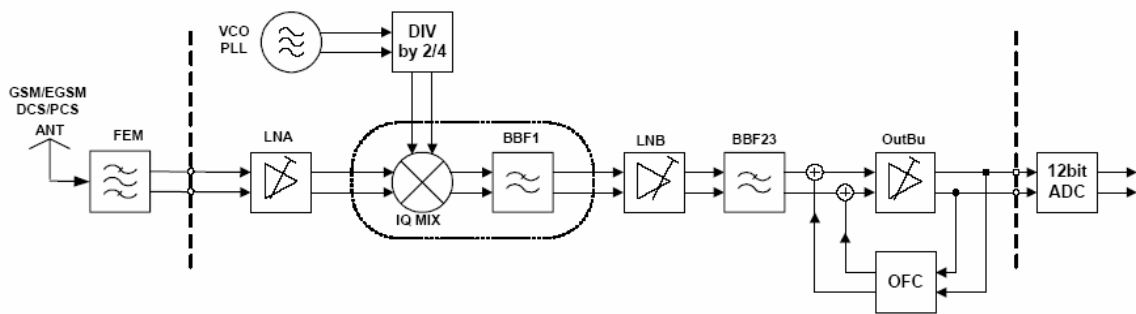 VCO
PLL
DIV
by 2/4
GSM/EGSM
DCS/PCS
ANT
FEM
LNA
BBF1
LNB
BBF23
OutBu
12bit
ADC
IQ MIX
OFC